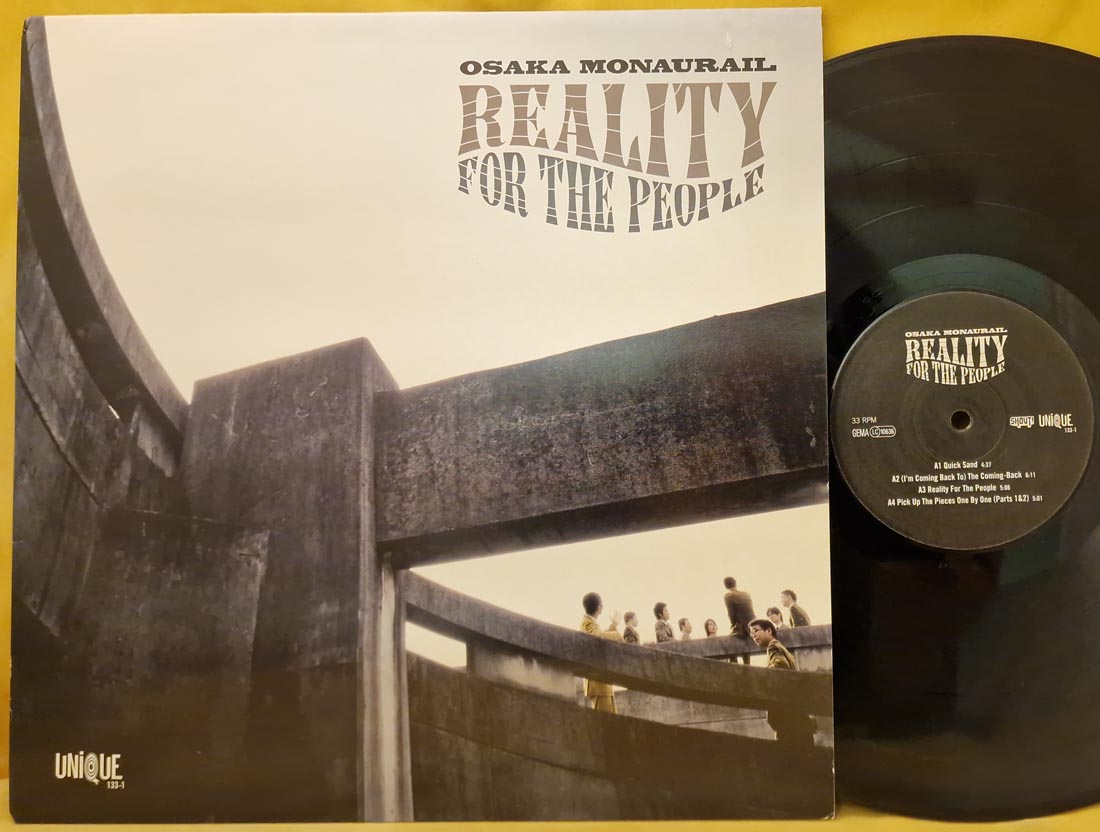 OSAKA MONAURAIL
REALITY
FOR THE PEOPLE
UNiQUE
133-1
OSAKA MONAURAIL
REALITY
FOR THE PEOPLE
33 RPM
GEMA LC 10636
SHOUT! UNiQUE
133-1
A1 Quick Sand 4:37
A2 (I'm Coming Back To) The Coming-Back 6:11
A3 Reality For The People 5:06
A4 Pick Up The Pieces One By One (Parts 1&2) 5:01